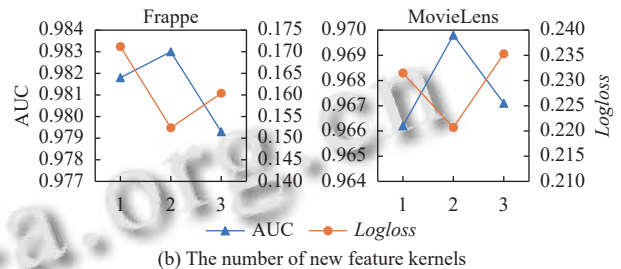 Frappe
MovieLens
0.984 0.175 0.970 0.240
0.983 0.170 0.969 0.235
0.982 0.165 0.968 0.230
0.981 0.160
0.980 0.155 0.967 0.225
0.979 0.150 0.966 0.220
0.978 0.145 0.965 0.215
0.977 0.140 0.964 0.210
AUC
Logloss
1 2 3 1 2 3
AUC Logloss
(b) The number of new feature kernels
a.org.cn